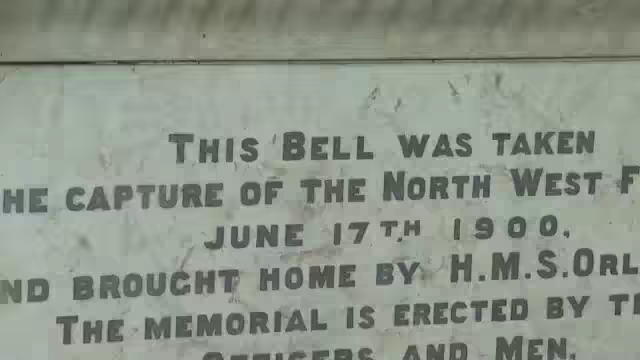 THIS BELL WAS TAKEN
HE CAPTURE OF THE NORTH WEST F
JUNE 17TH 1900.
ND BROUGHT HOME BY H.M.S.ORL
THE MEMORIAL IS ERECTED BY T
OFFICERS AND MEN